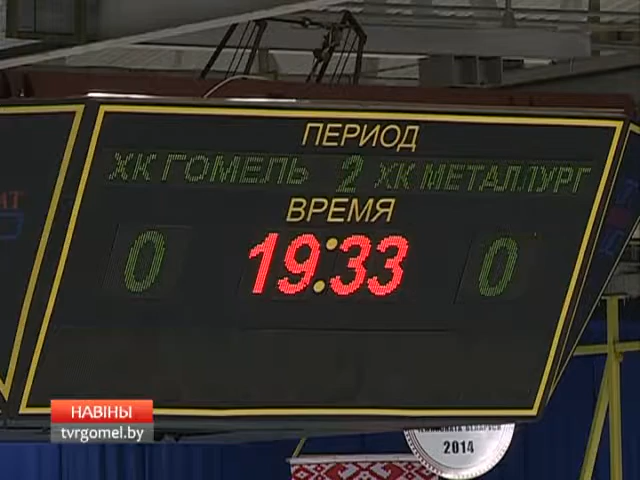 ПЕРИОД
ХК ГОМЕЛЬ 2 ХК МЕТАЛЛУРГ
ВРЕМЯ
0 19:33 0
НАВІНЫ
tvrgomel.by
2014